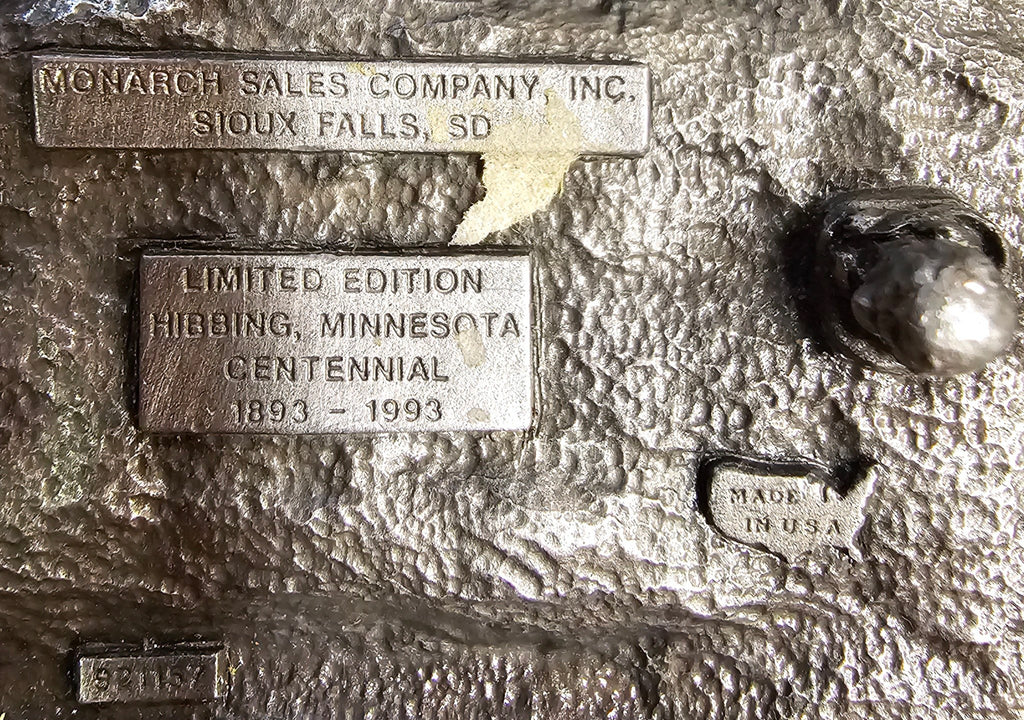 MONARCH SALES COMPANY, INC.
SIOUX FALLS, SD
LIMITED EDITION
HIBBING, MINNESOTA
CENTENNIAL
1893 - 1993
MADE
IN USA